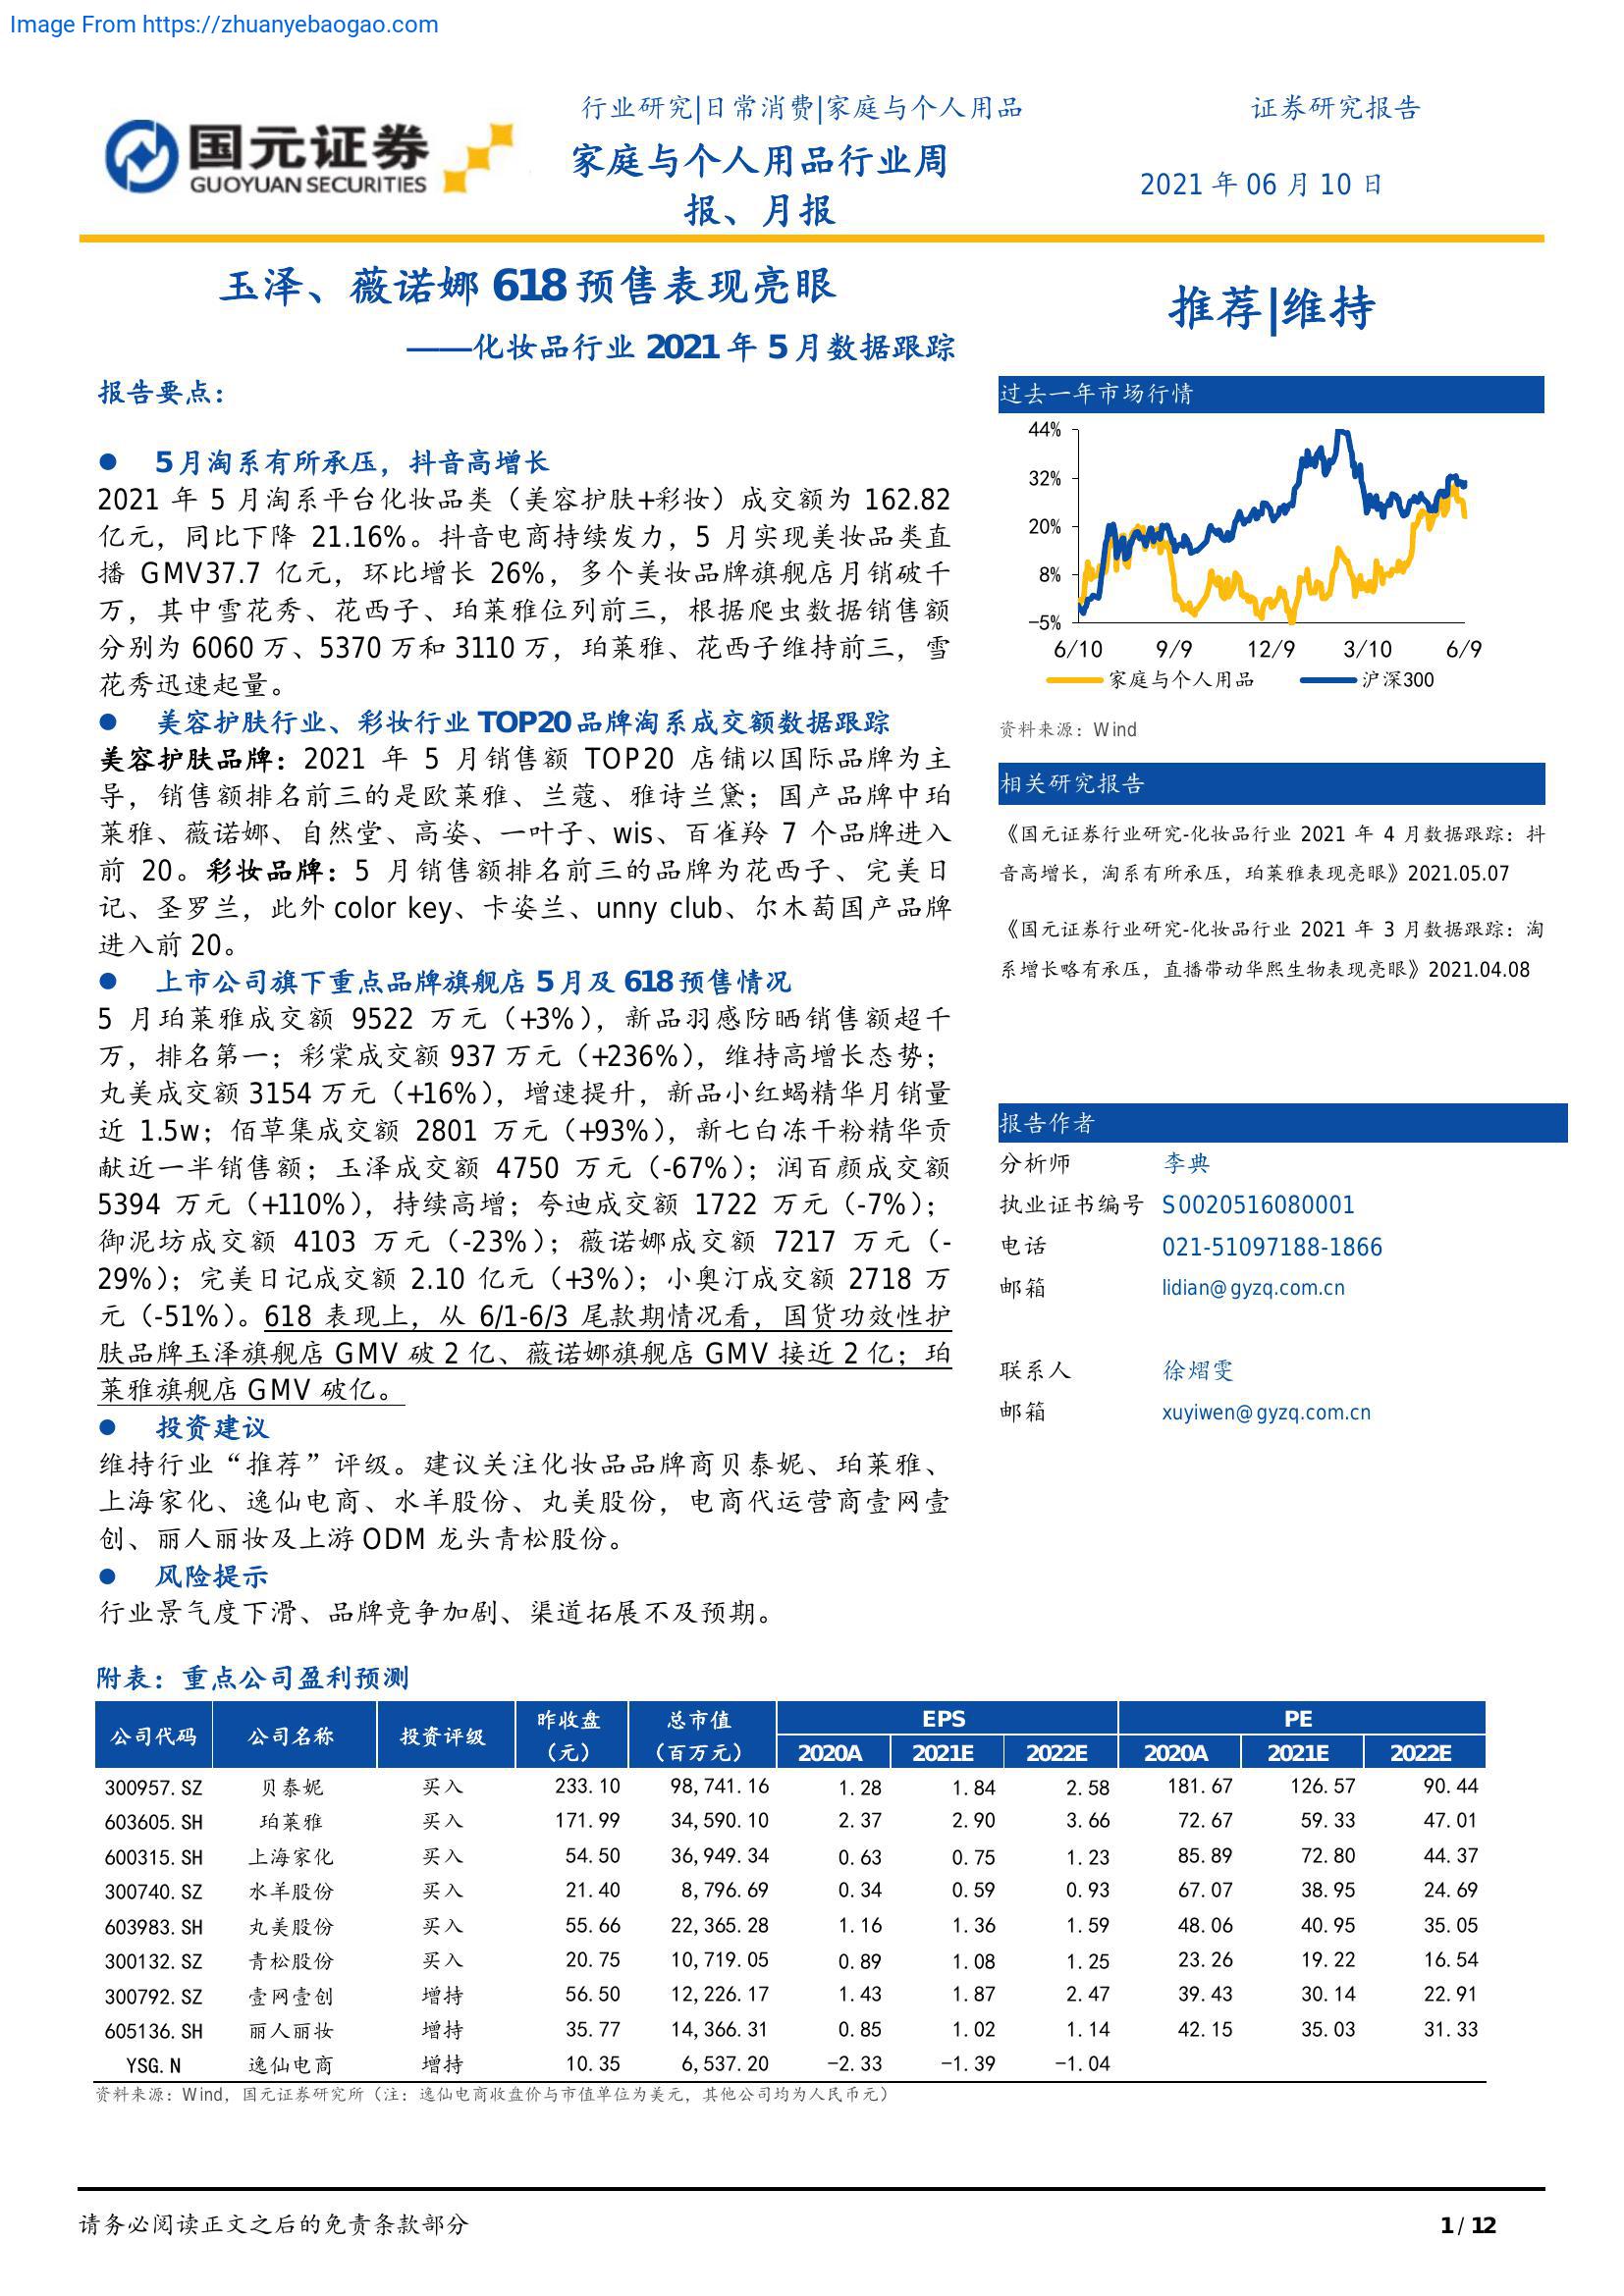 Image From https://zhuanyebaogao.com
国元证券
GUOYUAN SECURITIES
行业研究|日常消费|家庭与个人用品
证券研究报告
家庭与个人用品行业周
报、月报
2021 年 06 月 10 日
玉泽、薇诺娜 618 预售表现亮眼
——化妆品行业 2021 年 5 月数据跟踪
报告要点：
● 5 月淘系有所承压，抖音高增长
2021 年 5 月淘系平台化妆品类（美容护肤+彩妆）成交额为 162.82
亿元，同比下降 21.16%。抖音电商持续发力，5 月实现美妆品类直
播 GMV37.7 亿元，环比增长 26%，多个美妆品牌旗舰店月销破千
万，其中雪花秀、花西子、珀莱雅位列前三，根据爬虫数据销售额
分别为 6060 万、5370 万和 3110 万，珀莱雅、花西子维持前三，雪
花秀迅速起量。
● 美容护肤行业、彩妆行业 TOP20 品牌淘系成交额数据跟踪
美容护肤品牌：2021 年 5 月销售额 TOP20 店铺以国际品牌为主
导，销售额排名前三的是欧莱雅、兰蔻、雅诗兰黛；国产品牌中珀
莱雅、薇诺娜、自然堂、高姿、一叶子、wis、百雀羚 7 个品牌进入
前 20。彩妆品牌：5 月销售额排名前三的品牌为花西子、完美日
记、圣罗兰，此外 color key、卡姿兰、unny club、尔木萄国产品牌
进入前 20。
● 上市公司旗下重点品牌旗舰店 5 月及 618 预售情况
5 月珀莱雅成交额 9522 万元（+3%），新品羽感防晒销售额超千
万，排名第一；彩棠成交额 937 万元（+236%），维持高增长态势；
丸美成交额 3154 万元（+16%），增速提升，新品小红蝎精华月销量
近 1.5w；佰草集成交额 2801 万元（+93%），新七白冻干粉精华贡
献近一半销售额；玉泽成交额 4750 万元（-67%）；润百颜成交额
5394 万元（+110%），持续高增；夸迪成交额 1722 万元（-7%）；
御泥坊成交额 4103 万元（-23%）；薇诺娜成交额 7217 万元（-
29%）；完美日记成交额 2.10 亿元（+3%）；小奥汀成交额 2718 万
元（-51%）。618 表现上，从 6/1-6/3 尾款期情况看，国货功效性护
肤品牌玉泽旗舰店 GMV 破 2 亿、薇诺娜旗舰店 GMV 接近 2 亿；珀
莱雅旗舰店 GMV 破亿。
● 投资建议
维持行业“推荐”评级。建议关注化妆品品牌商贝泰妮、珀莱雅、
上海家化、逸仙电商、水羊股份、丸美股份，电商代运营商壹网壹
创、丽人丽妆及上游 ODM 龙头青松股份。
● 风险提示
行业景气度下滑、品牌竞争加剧、渠道拓展不及预期。
推荐|维持
过去一年市场行情
44%
32%
20%
8%
-5%
6/10 9/9 12/9 3/10 6/9
家庭与个人用品 沪深300
资料来源：Wind
相关研究报告
《国元证券行业研究-化妆品行业 2021 年 4 月数据跟踪：抖
音高增长，淘系有所承压，珀莱雅表现亮眼》2021.05.07
《国元证券行业研究-化妆品行业 2021 年 3 月数据跟踪：淘
系增长略有承压，直播带动华熙生物表现亮眼》2021.04.08
报告作者
分析师 李典
执业证书编号 S0020516080001
电话 021-51097188-1866
邮箱 lidian@gyzq.com.cn
联系人 徐熠雯
邮箱 xuyiwen@gyzq.com.cn
附表：重点公司盈利预测
公司代码 公司名称 投资评级 昨收盘（元） 总市值（百万元） EPS PE
2020A 2021E 2022E 2020A 2021E 2022E
300957.SZ 贝泰妮 买入 233.10 98,741.16 1.28 1.84 2.58 181.67 126.57 90.44
603605.SH 珀莱雅 买入 171.99 34,590.10 2.37 2.90 3.66 72.67 59.33 47.01
600315.SH 上海家化 买入 54.50 36,949.34 0.63 0.75 1.23 85.89 72.80 44.37
300740.SZ 水羊股份 买入 21.40 8,796.69 0.34 0.59 0.93 67.07 38.95 24.69
603983.SH 丸美股份 买入 55.66 22,365.28 1.16 1.36 1.59 48.06 40.95 35.05
300132.SZ 青松股份 买入 20.75 10,719.05 0.89 1.08 1.25 23.26 19.22 16.54
300792.SZ 壹网壹创 增持 56.50 12,226.17 1.43 1.87 2.47 39.43 30.14 22.91
605136.SH 丽人丽妆 增持 35.77 14,366.31 0.85 1.02 1.14 42.15 35.03 31.33
YSG.N 逸仙电商 增持 10.35 6,537.20 -2.33 -1.39 -1.04
资料来源：Wind，国元证券研究所（注：逸仙电商收盘价与市值单位为美元，其他公司均为人民币元）
请务必阅读正文之后的免责条款部分
1 / 12